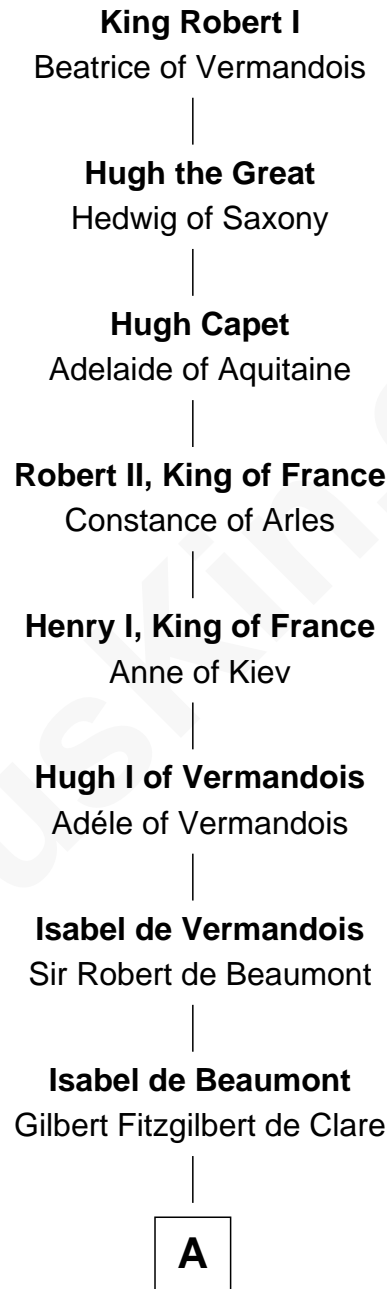 King Robert I
Beatrice of Vermandois
Hugh the Great
Hedwig of Saxony
Hugh Capet
Adelaide of Aquitaine
Robert II, King of France
Constance of Arles
Henry I, King of France
Anne of Kiev
Hugh I of Vermandois
Adéle of Vermandois
Isabel de Vermandois
Sir Robert de Beaumont
Isabel de Beaumont
Gilbert Fitzgilbert de Clare
A